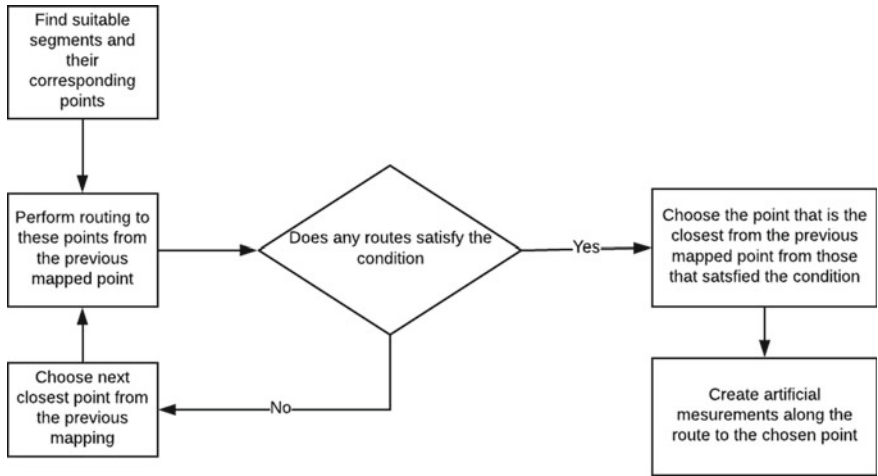 Find suitable
segments and
their
corresponding
points
Perform routing to
these points from
the previous
mapped point
Does any routes satisfy the
condition
Yes
Choose the point that is the
closest from the previous
mapped point from those
that satsfied the condition
Choose next
closest point from
the previous
mapping
No
Create artificial
mesurements along the
route to the chosen point